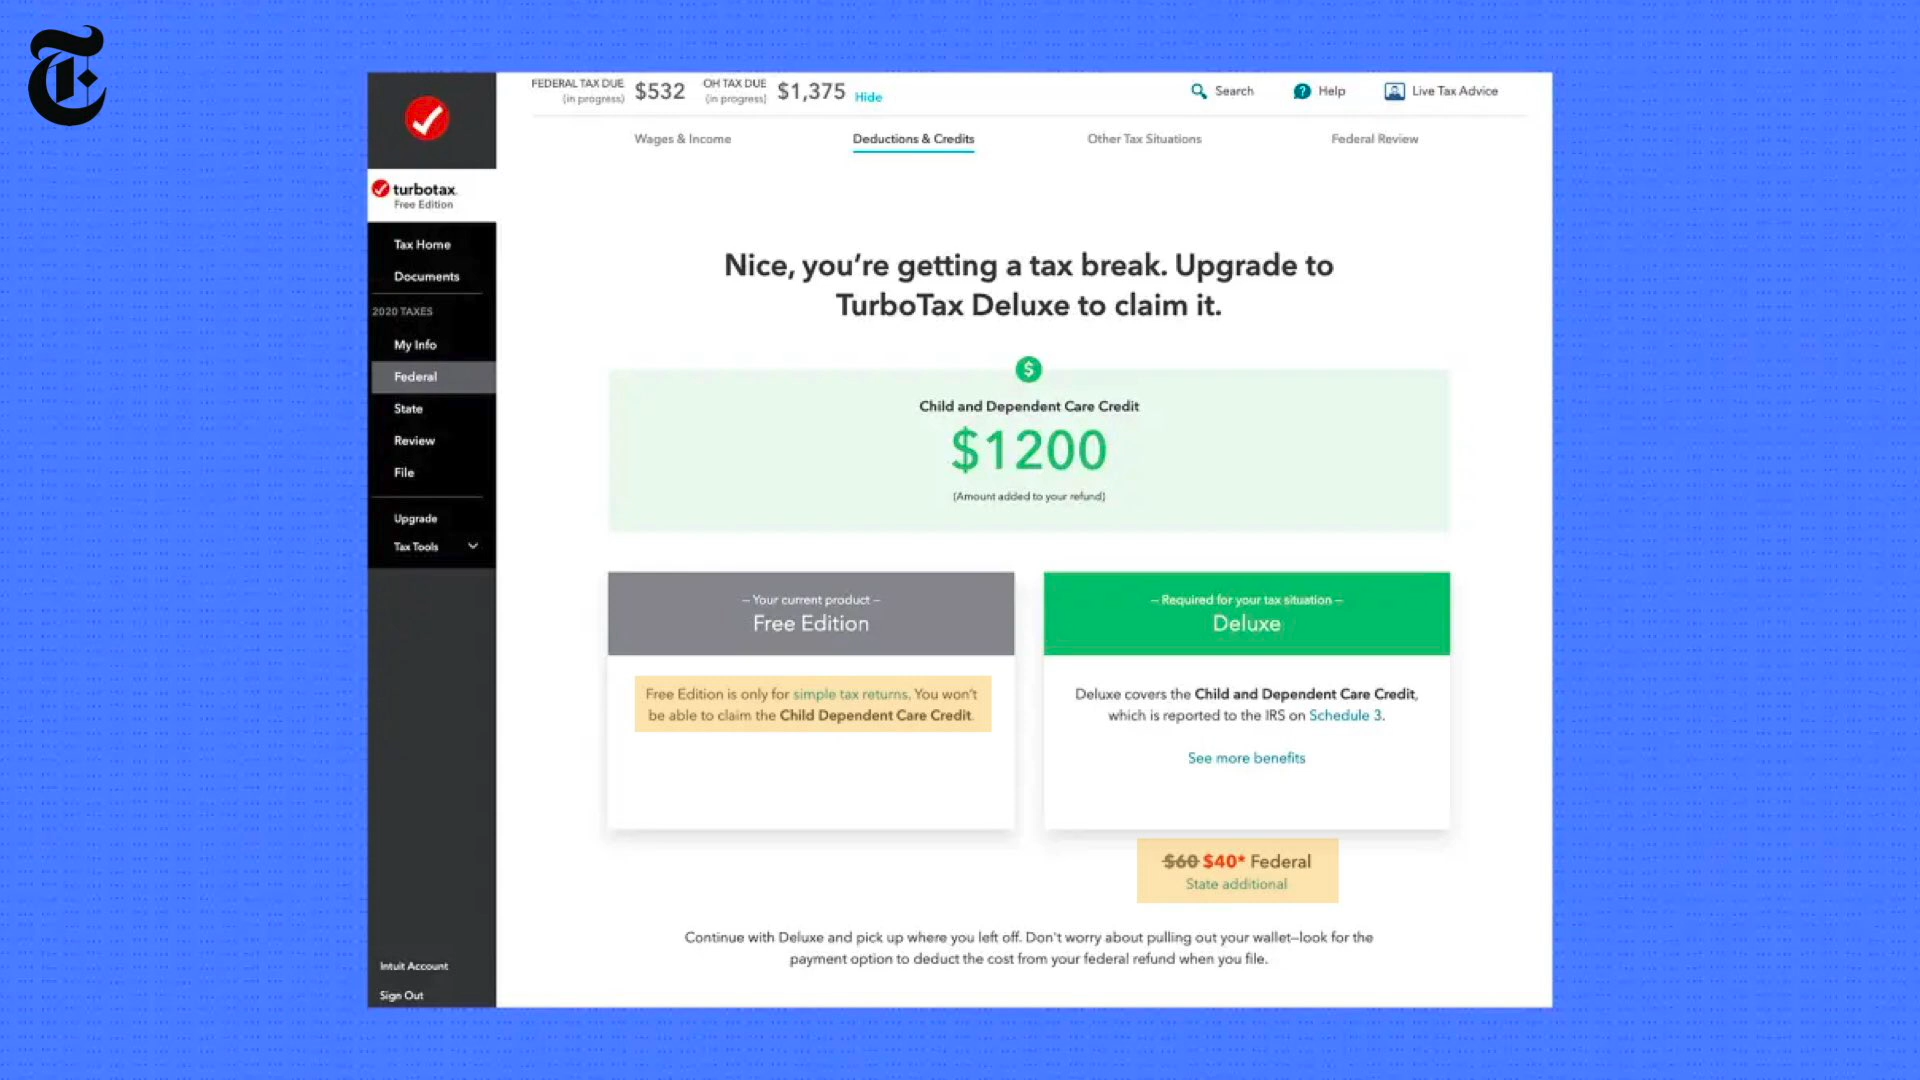 FEDERAL TAX DUE
(in progress)
$532
OH TAX DUE
(in progress)
$1,375
Hide
Search
Help
Live Tax Advice
Wages & Income
Deductions & Credits
Other Tax Situations
Federal Review
turbotax
Free Edition
Tax Home
Documents
2020 TAXES
My Info
Federal
State
Review
File
Upgrade
Tax Tools
Intuit Account
Sign Out
Nice, you’re getting a tax break. Upgrade to
TurboTax Deluxe to claim it.
$
Child and Dependent Care Credit
$1200
(Amount added to your refund)
– Your current product –
Free Edition
Free Edition is only for simple tax returns. You won’t
be able to claim the Child Dependent Care Credit.
– Required for your tax situation –
Deluxe
Deluxe covers the Child and Dependent Care Credit,
which is reported to the IRS on Schedule 3.
See more benefits
$60 $40* Federal
State additional
Continue with Deluxe and pick up where you left off. Don't worry about pulling out your wallet–look for the
payment option to deduct the cost from your federal refund when you file.